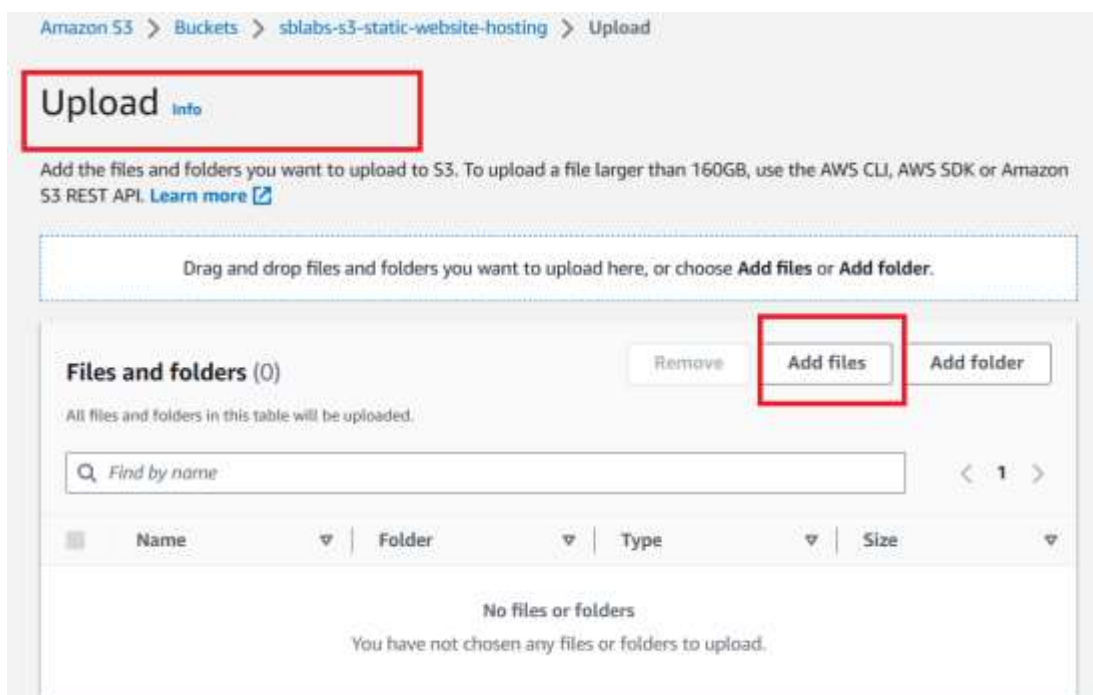 Amazon S3 > Buckets > sblabs-s3-static-website-hosting > Upload
Upload Info
Add the files and folders you want to upload to S3. To upload a file larger than 160GB, use the AWS CLI, AWS SDK or Amazon
S3 REST API. Learn more
Drag and drop files and folders you want to upload here, or choose Add files or Add folder.
Files and folders (0)
Remove
Add files
Add folder
All files and folders in this table will be uploaded.
Find by name
< 1 >
Name
Folder
Type
Size
No files or folders
You have not chosen any files or folders to upload.